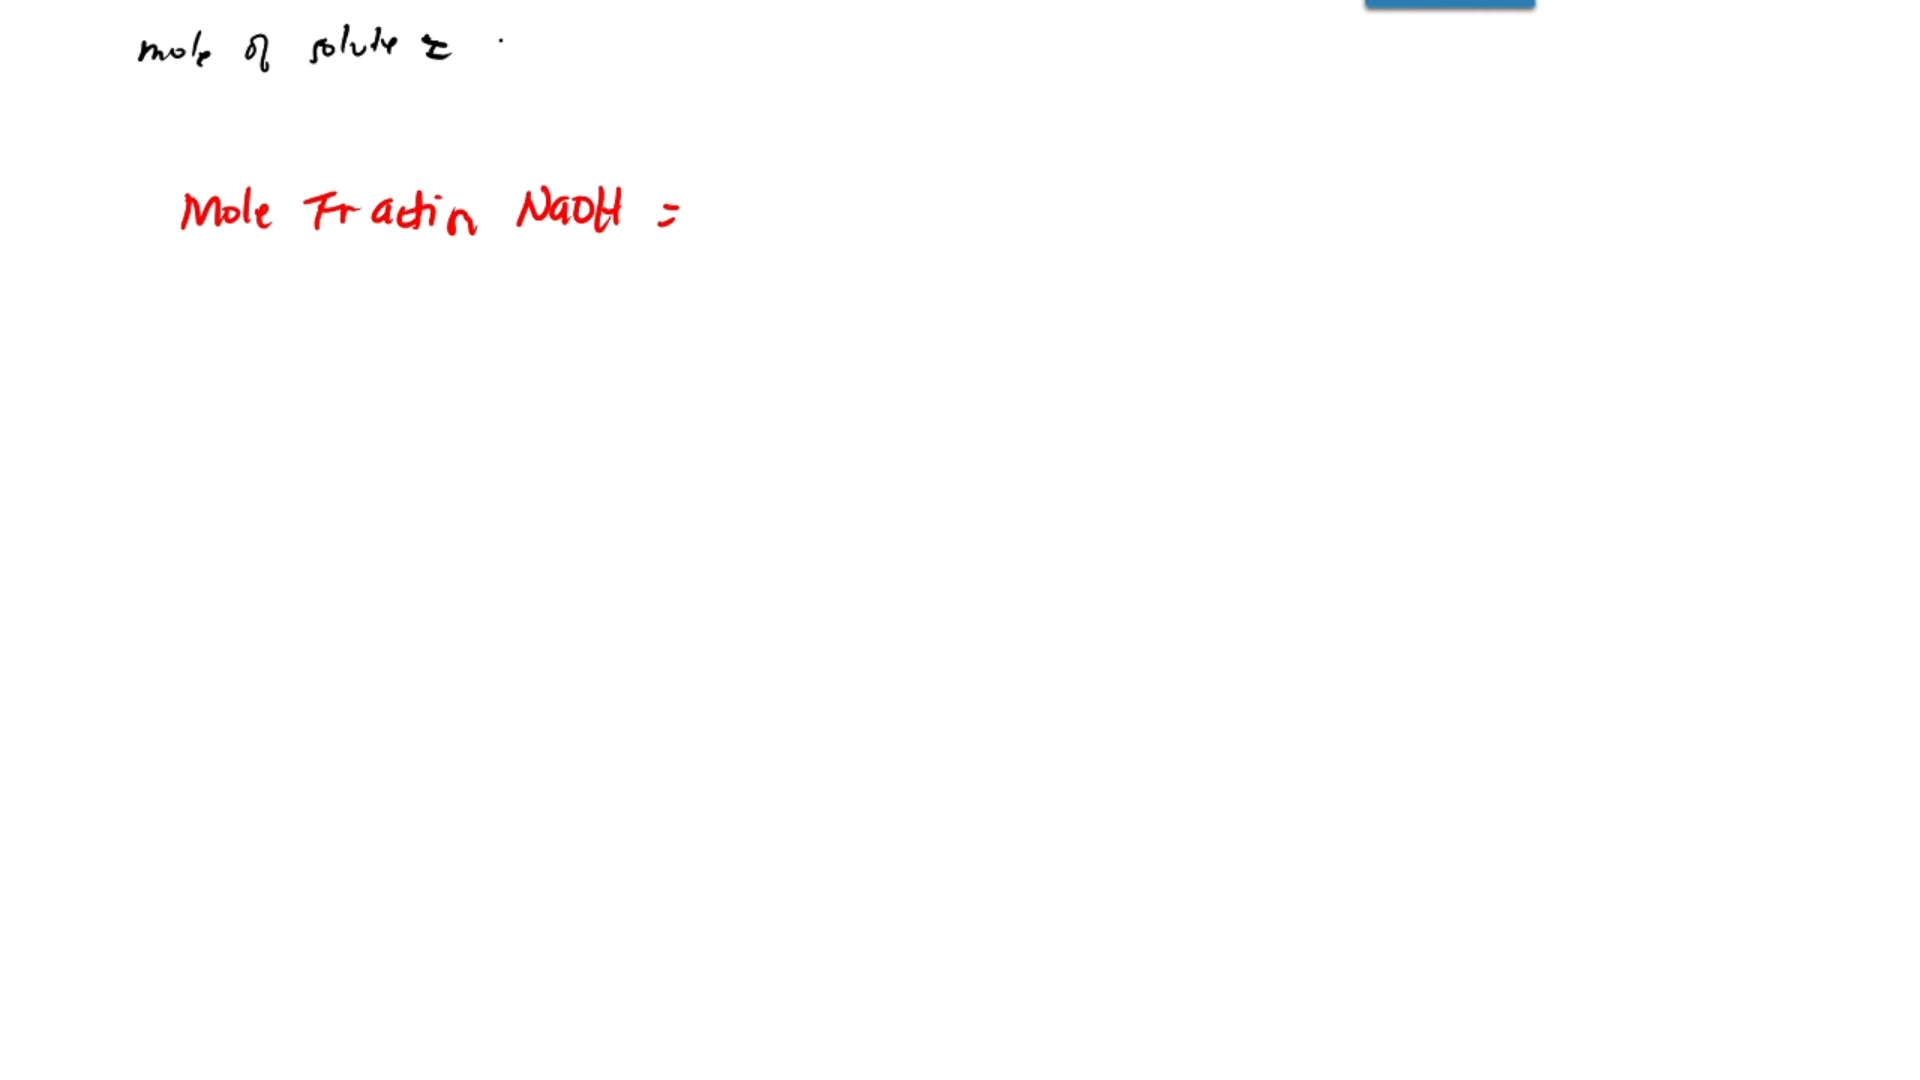 mole of solute =
Mole Fraction NaOH =